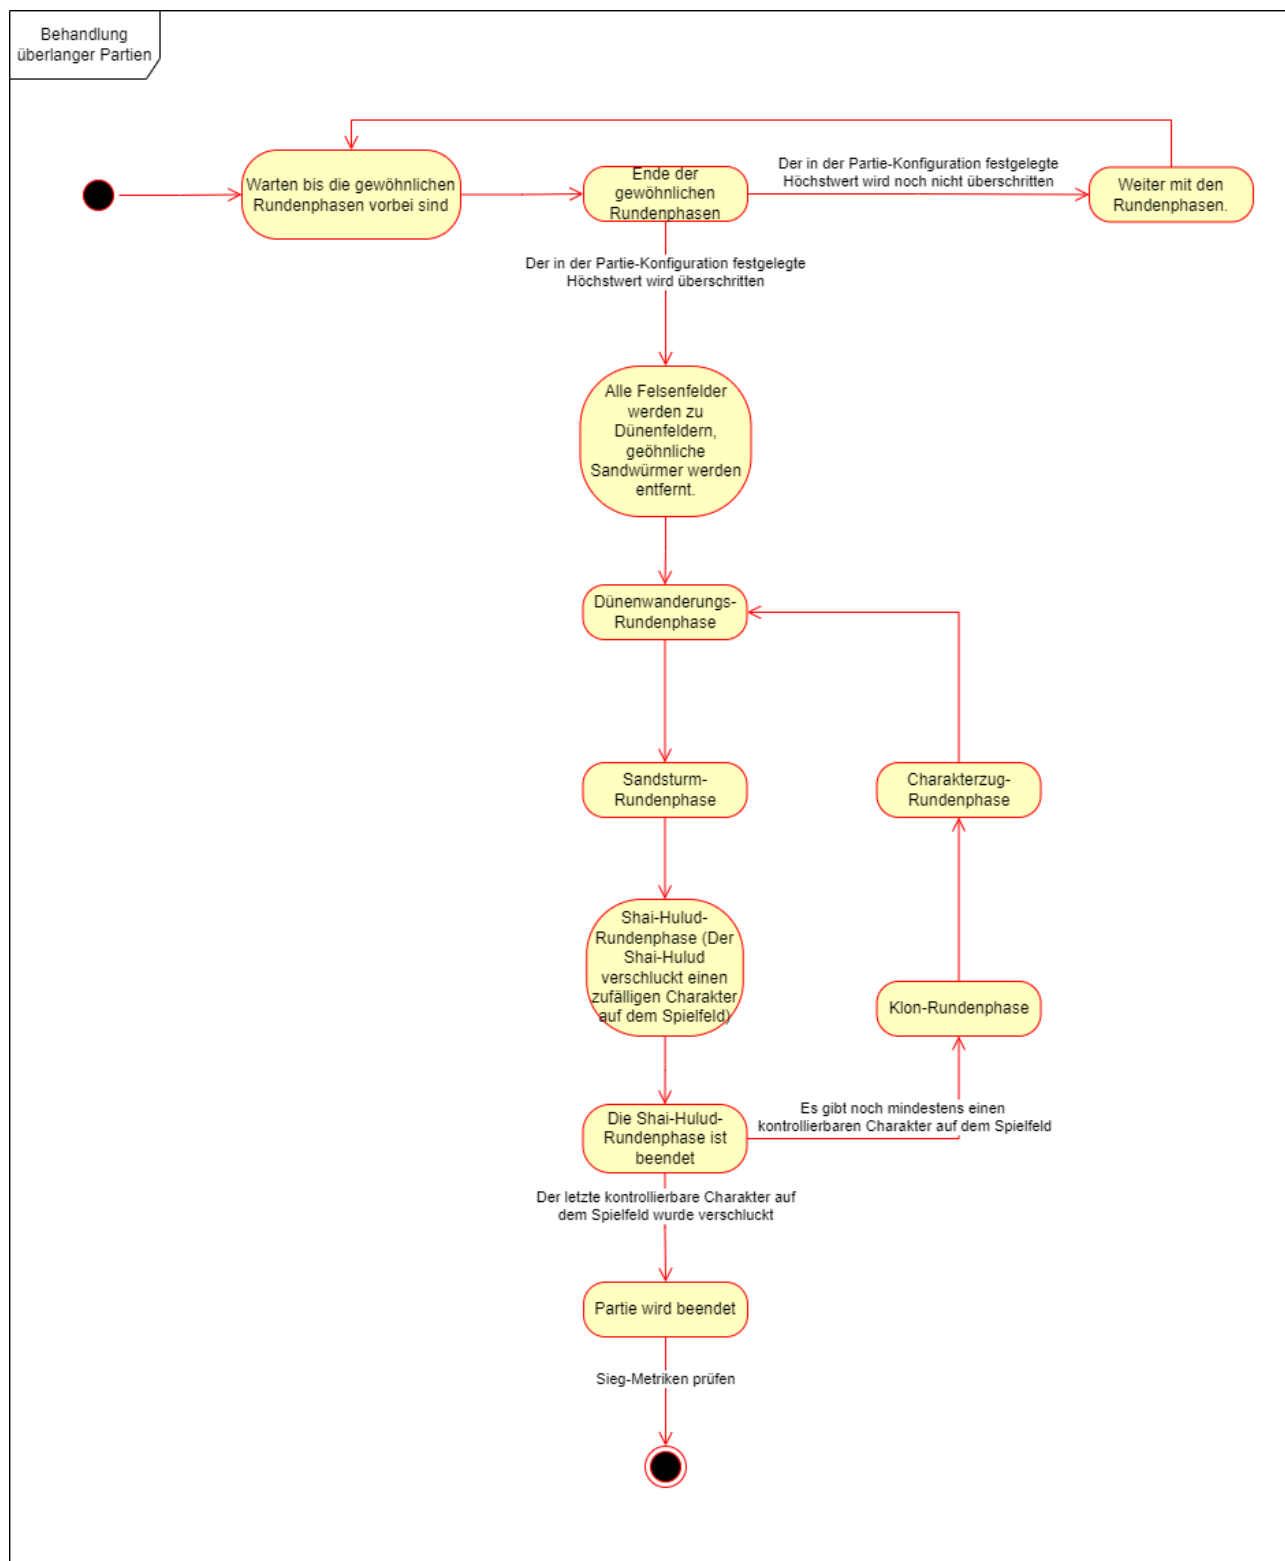 Behandlung
überlanger Partien
Warten bis die gewöhnlichen
Rundenphasen vorbei sind
Ende der
gewöhnlichen
Rundenphasen
Der in der Partie-Konfiguration festgelegte
Höchstwert wird noch nicht überschritten
Weiter mit den
Rundenphasen.
Der in der Partie-Konfiguration festgelegte
Höchstwert wird überschritten
Alle Felsenfelder
werden zu
Dünenfeldern,
geöhnliche
Sandwürmer werden
entfernt.
Dünenwanderungs-
Rundenphase
Sandsturm-
Rundenphase
Charakterzug-
Rundenphase
Shai-Hulud-
Rundenphase (Der
Shai-Hulud
verschluckt einen
zufälligen Charakter
auf dem Spielfeld)
Klon-Rundenphase
Die Shai-Hulud-
Rundenphase ist
beendet
Es gibt noch mindestens einen
kontrollierbaren Charakter auf dem Spielfeld
Der letzte kontrollierbare Charakter auf
dem Spielfeld wurde verschluckt
Partie wird beendet
Sieg-Metriken prüfen